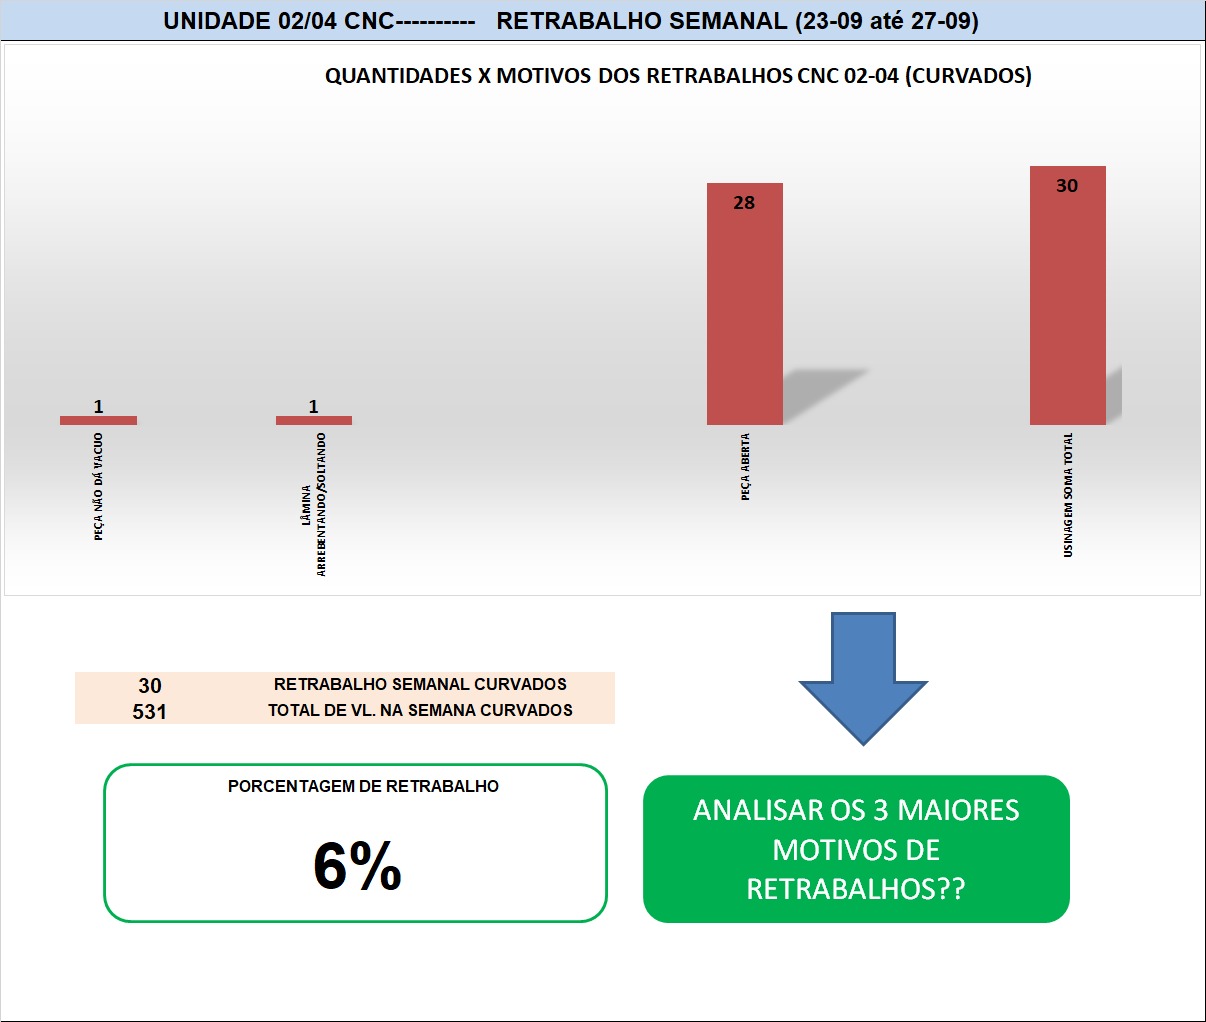 UNIDADE 02/04 CNC---------- RETRABALHO SEMANAL (23-09 até 27-09)
QUANTIDADES X MOTIVOS DOS RETRABALHOS CNC 02-04 (CURVADOS)
1
1
28
30
PEÇA NÃO DÁ VACUO
LÂMINA
ARREBENTANDO/SOLTANDO
PEÇA ABERTA
USINAGEM SOMA TOTAL
30 RETRABALHO SEMANAL CURVADOS
531 TOTAL DE VL. NA SEMANA CURVADOS
PORCENTAGEM DE RETRABALHO
6%
ANALISAR OS 3 MAIORES
MOTIVOS DE
RETRABALHOS??